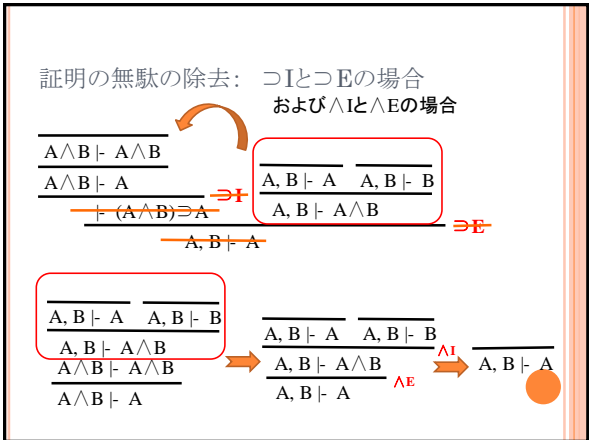 証明の無駄の除去： ⊃Iと⊃Eの場合
および∧Iと∧Eの場合
A∧B |- A∧B
A∧B |- A
⊃I
|- (A∧B)⊃A
A, B |- A A, B |- B
A, B |- A∧B
⊃E
A, B |- A
A, B |- A A, B |- B
A, B |- A∧B
A∧B |- A∧B
A∧B |- A
A, B |- A A, B |- B
∧I
A, B |- A∧B
∧E
A, B |- A
A, B |- A